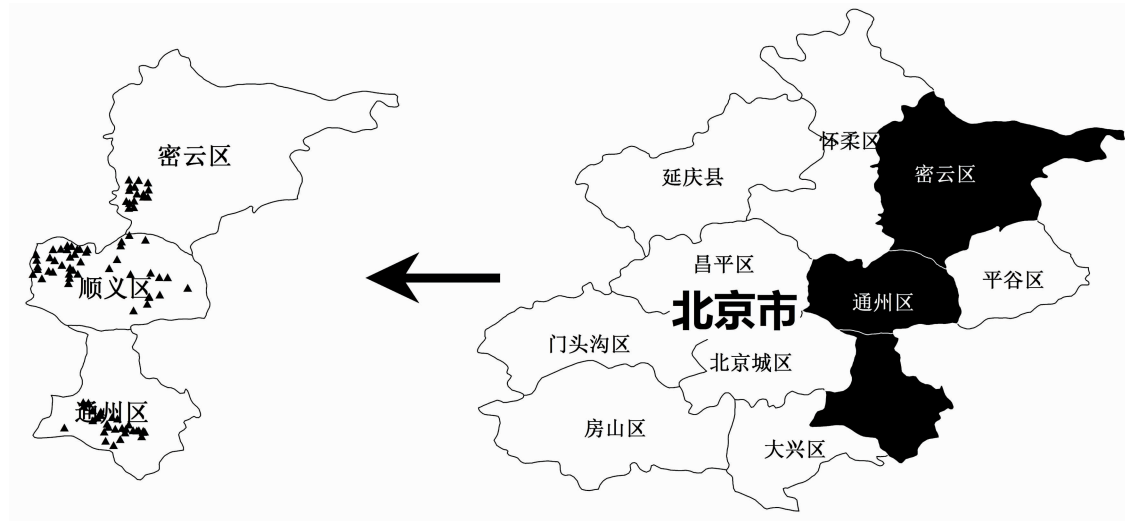 密云区
顺义区
通州区
怀柔区
延庆县
密云区
昌平区
平谷区
通州区
北京市
门头沟区
北京城区
房山区
大兴区